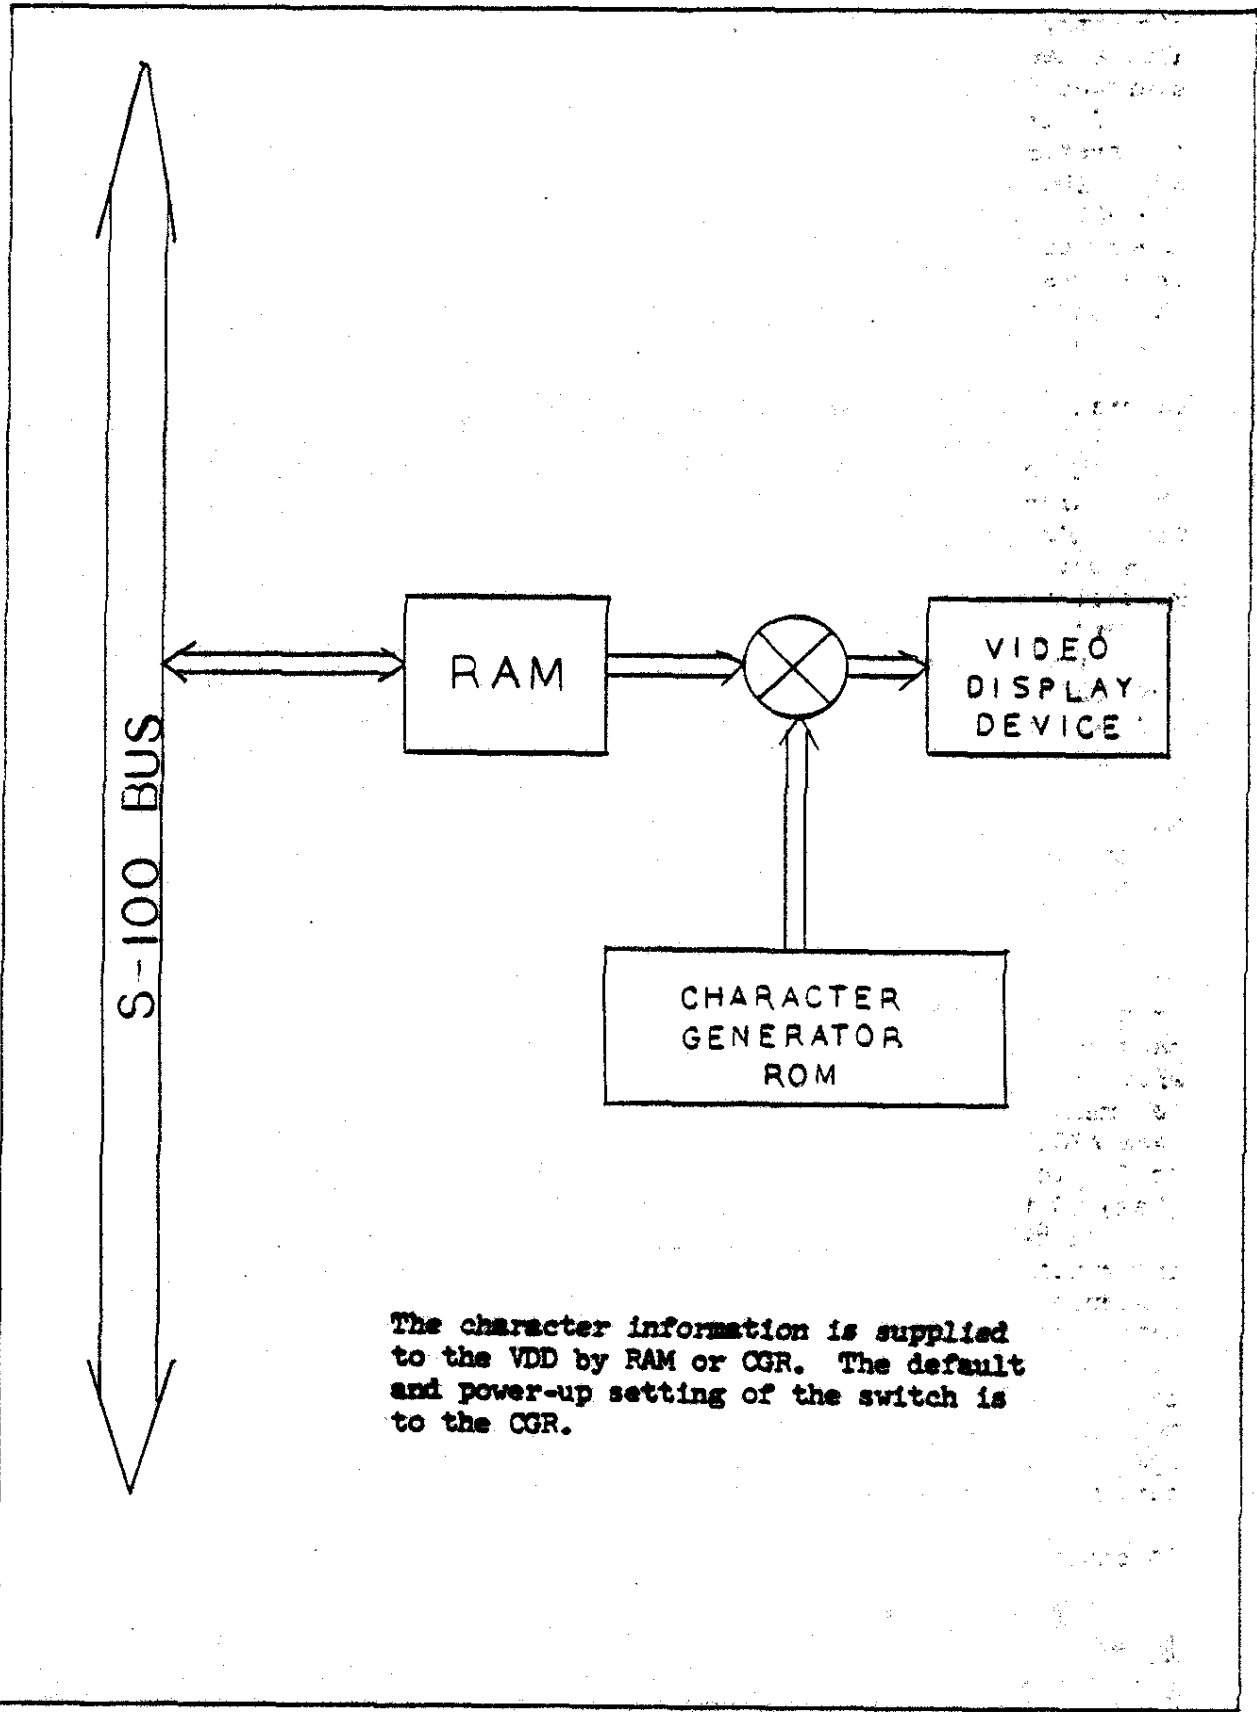 S-100 BUS
RAM
VIDEO
DISPLAY
DEVICE
CHARACTER
GENERATOR
ROM
The character information is supplied
to the VDD by RAM or CGR.  The default
and power-up setting of the switch is
to the CGR.